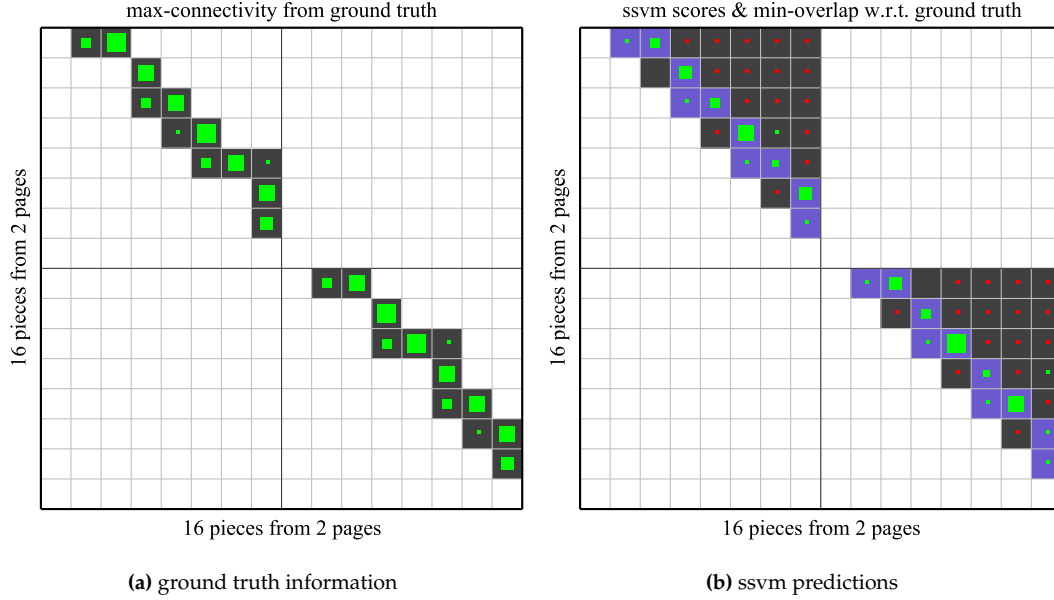 max-connectivity from ground truth
16 pieces from 2 pages
16 pieces from 2 pages
(a) ground truth information
ssvm scores & min-overlap w.r.t. ground truth
16 pieces from 2 pages
16 pieces from 2 pages
(b) ssvm predictions